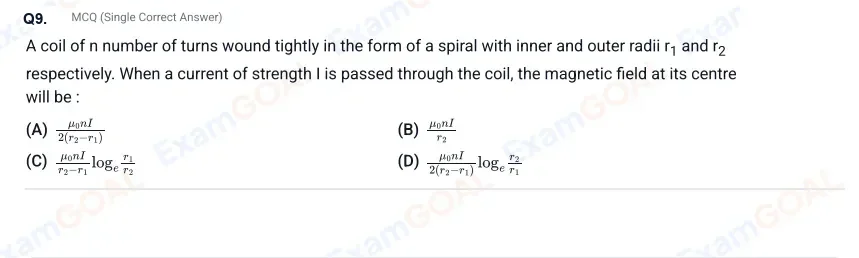 Q9. MCQ (Single Correct Answer)
A coil of n number of turns wound tightly in the form of a spiral with inner and outer radii r₁ and r₂
respectively. When a current of strength I is passed through the coil, the magnetic field at its centre
will be :
(A) μ₀nI / 2(r₂−r₁) (B) μ₀nI / r₂
(C) μ₀nI / r₂−r₁ logₑ r₁ / r₂ (D) μ₀nI / 2(r₂−r₁) logₑ r₂ / r₁
ExamGOAL